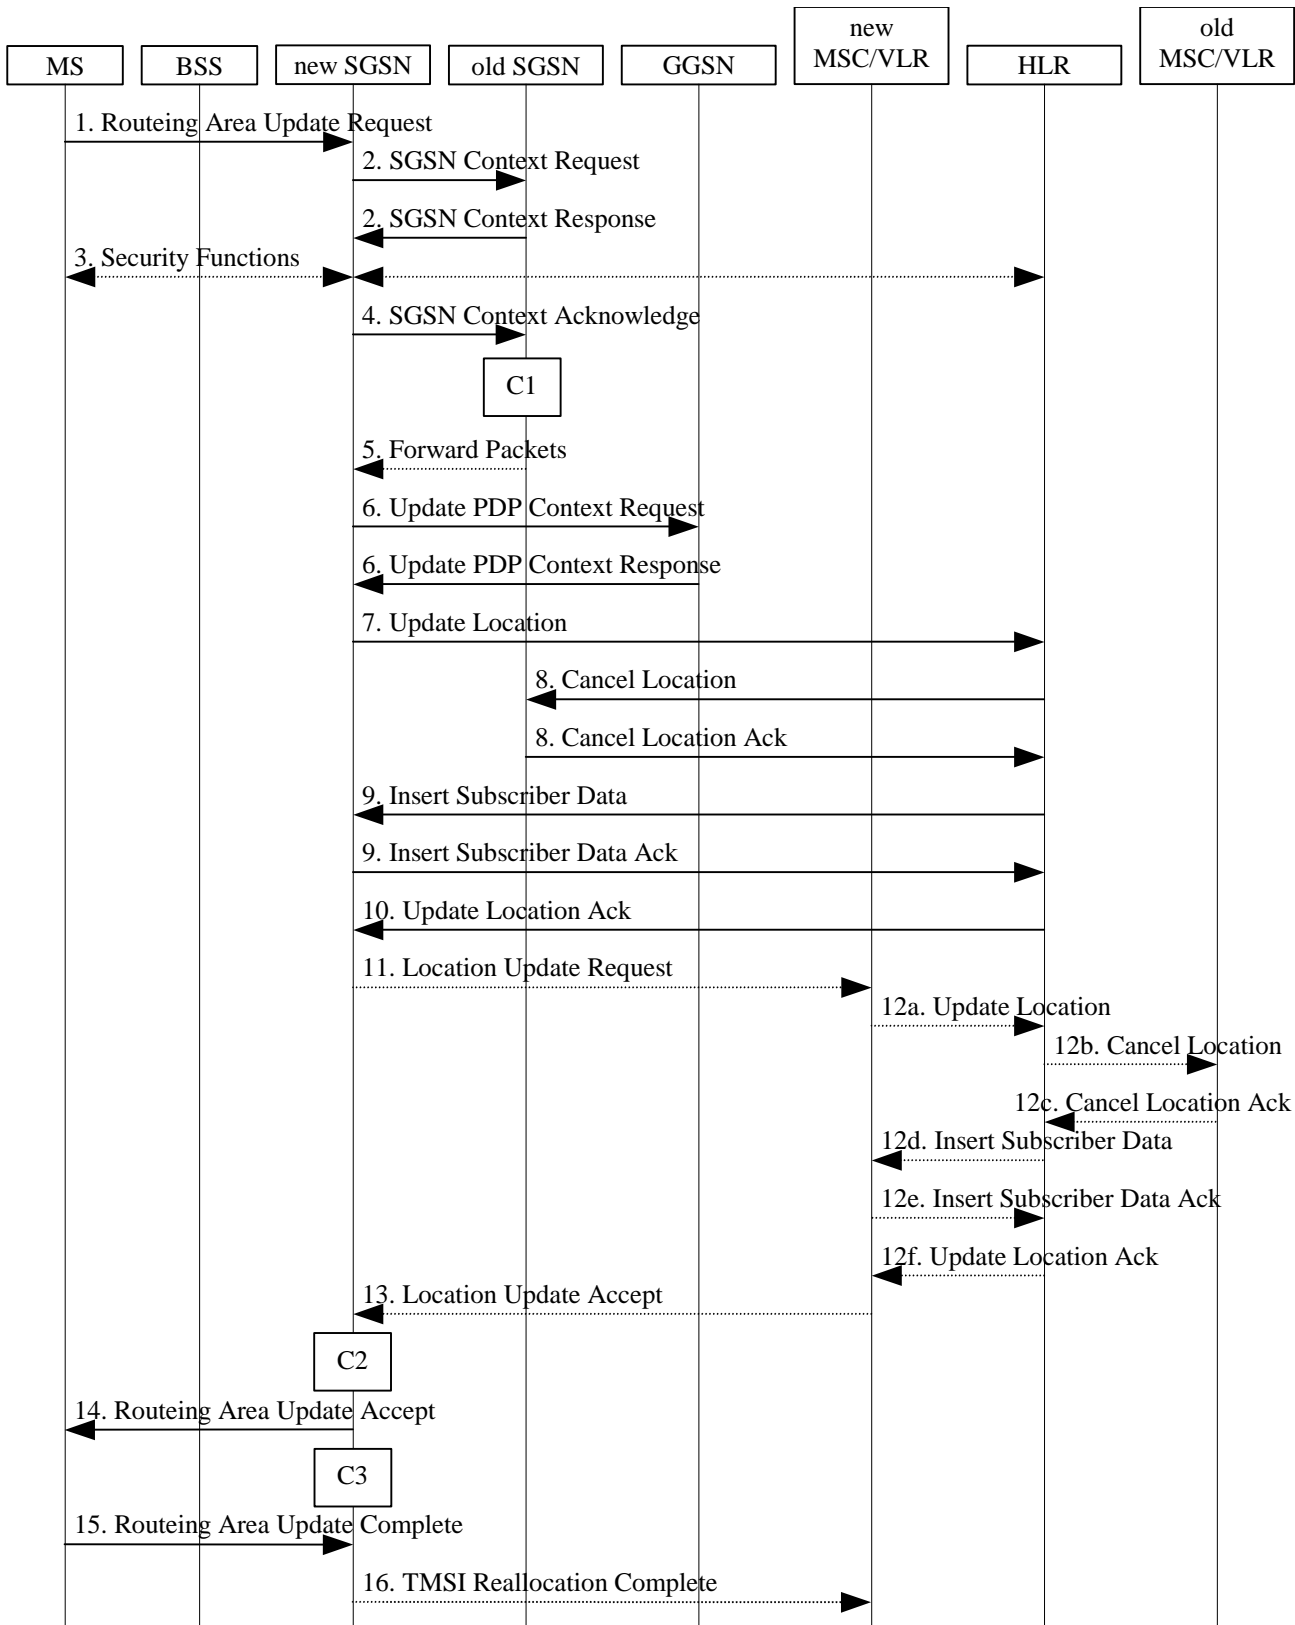 MS
BSS
new SGSN
old SGSN
GGSN
new
MSC/VLR
HLR
old
MSC/VLR
1. Routeing Area Update Request
2. SGSN Context Request
2. SGSN Context Response
3. Security Functions
4. SGSN Context Acknowledge
C1
5. Forward Packets
6. Update PDP Context Request
6. Update PDP Context Response
7. Update Location
8. Cancel Location
8. Cancel Location Ack
9. Insert Subscriber Data
9. Insert Subscriber Data Ack
10. Update Location Ack
11. Location Update Request
12a. Update Location
12b. Cancel Location
12c. Cancel Location Ack
12d. Insert Subscriber Data
12e. Insert Subscriber Data Ack
12f. Update Location Ack
13. Location Update Accept
C2
14. Routeing Area Update Accept
C3
15. Routeing Area Update Complete
16. TMSI Reallocation Complete